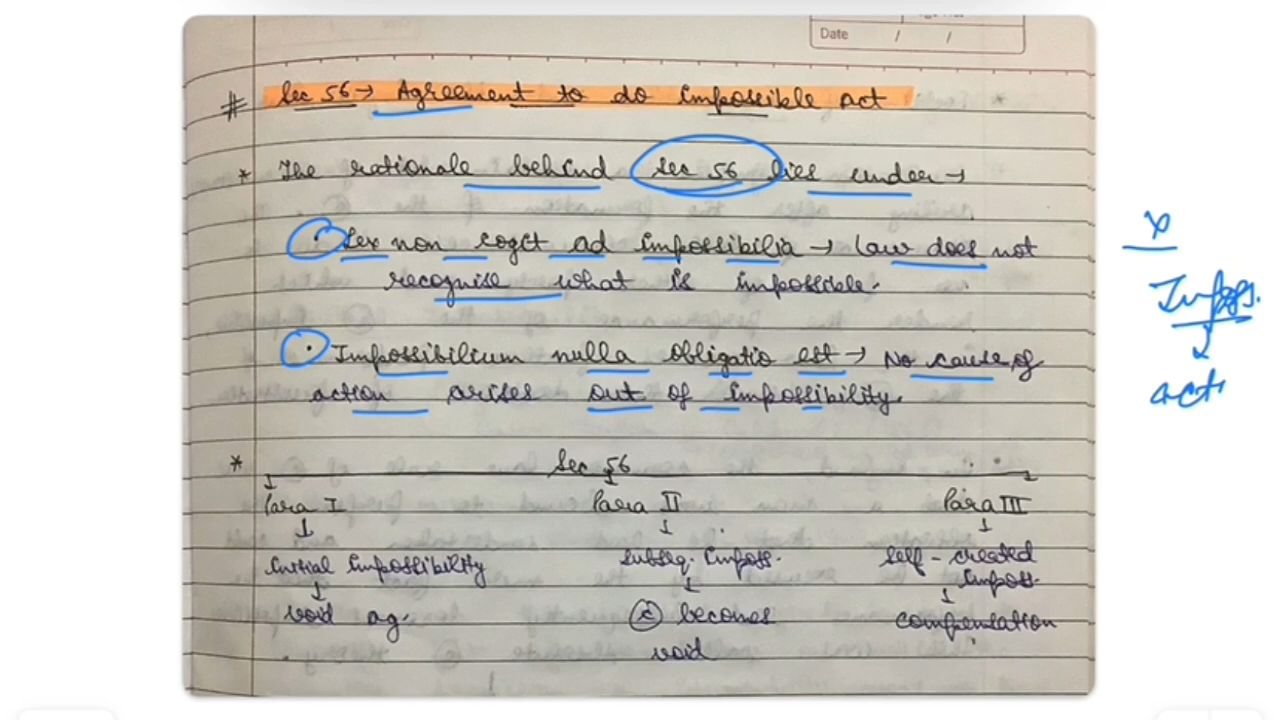 Date / /
# Sec 56 → Agreement to do impossible act
* The rationale behind Sec 56 lies under →
• Lex non cogit ad impossibilia → Law does not
recognise what is impossible.
• Impossibilium nulla obligatio est → No cause of
action arises out of impossibility.
* Sec 56
Para I Para II Para III
Initial Impossibility subseq. Imposs. self-created
Imposs.
void ag. (c) becomes compensation
void
Imposs.
act